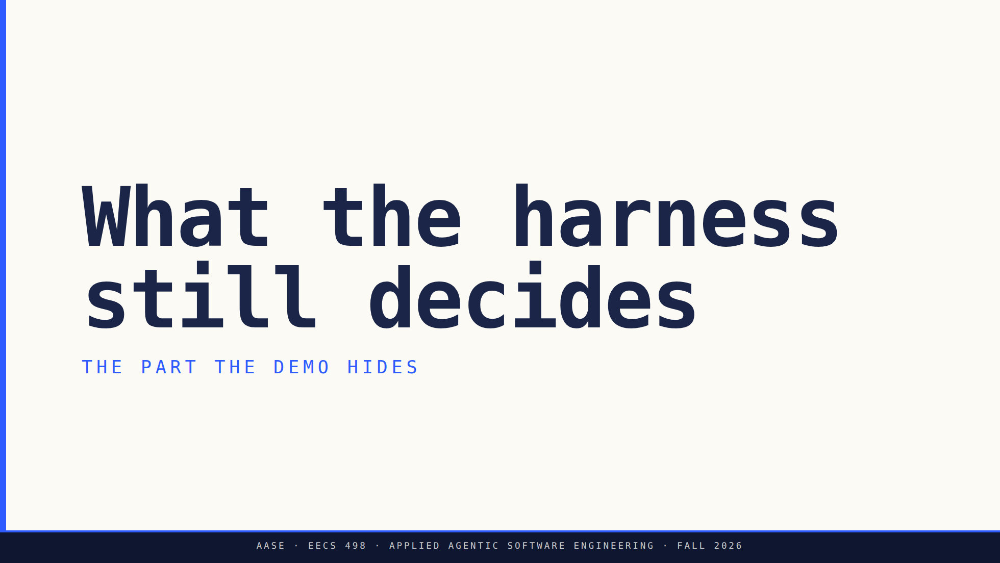 What the harness
still decides
THE PART THE DEMO HIDES
AASE · EECS 498 · APPLIED AGENTIC SOFTWARE ENGINEERING · FALL 2026